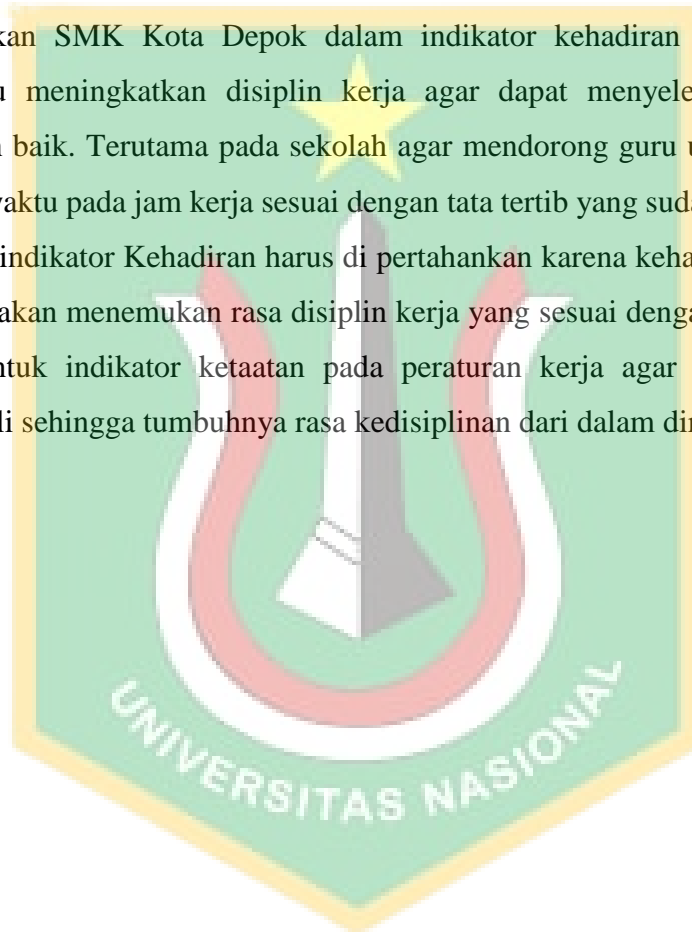 kan SMK Kota Depok dalam indikator kehadiran
u meningkatkan disiplin kerja agar dapat menyele
baik. Terutama pada sekolah agar mendorong guru u
waktu pada jam kerja sesuai dengan tata tertib yang suda
indikator Kehadiran harus di pertahankan karena keha
akan menemukan rasa disiplin kerja yang sesuai denga
ntuk indikator ketaatan pada peraturan kerja agar
li sehingga tumbuhnya rasa kedisiplinan dari dalam dir
UNIVERSITAS NASIONAL